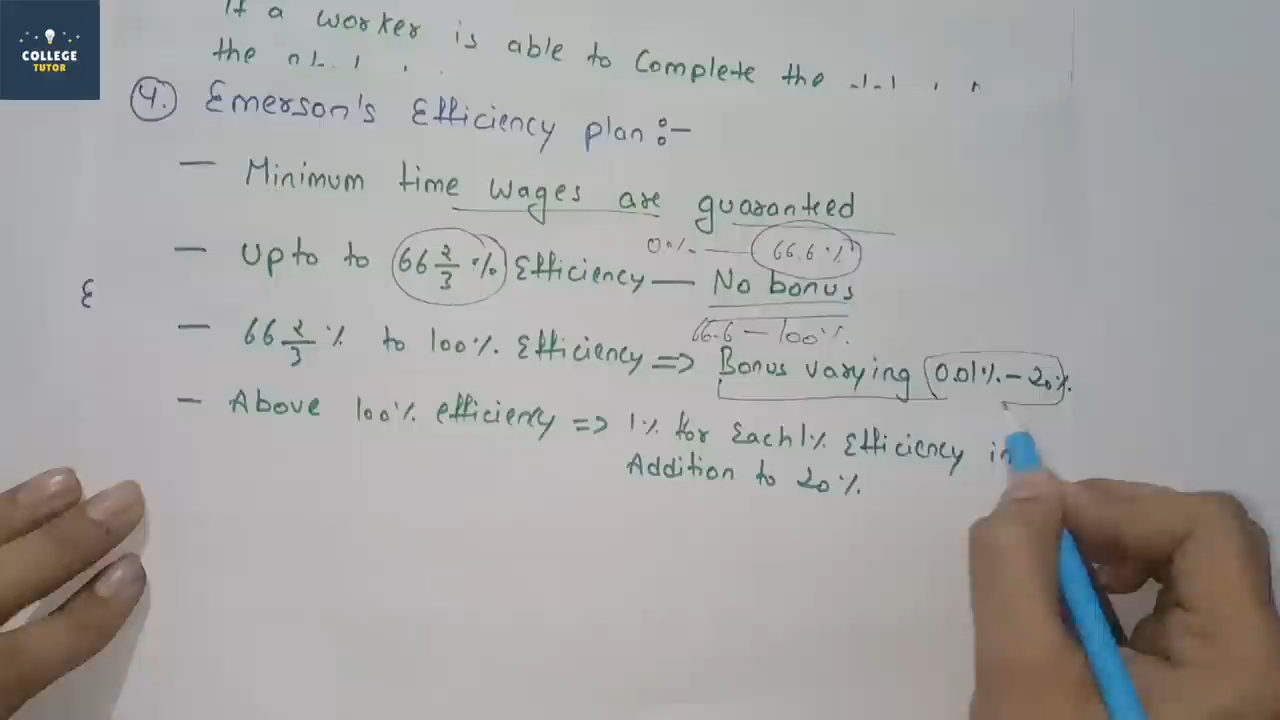 COLLEGE
TUTOR
If a worker is able to Complete the
the
4. Emerson's Efficiency plan :-
— Minimum time wages are guaranteed
0% — 66.6%
— Upto to 66 2/3 % Efficiency — No bonus
66.6 — 100%.
— 66 2/3 % to 100% Efficiency => Bonus varying (0.01% - 20%.
— Above 100% efficiency => 1% for Each 1% Efficiency in
Addition to 20%.
ε